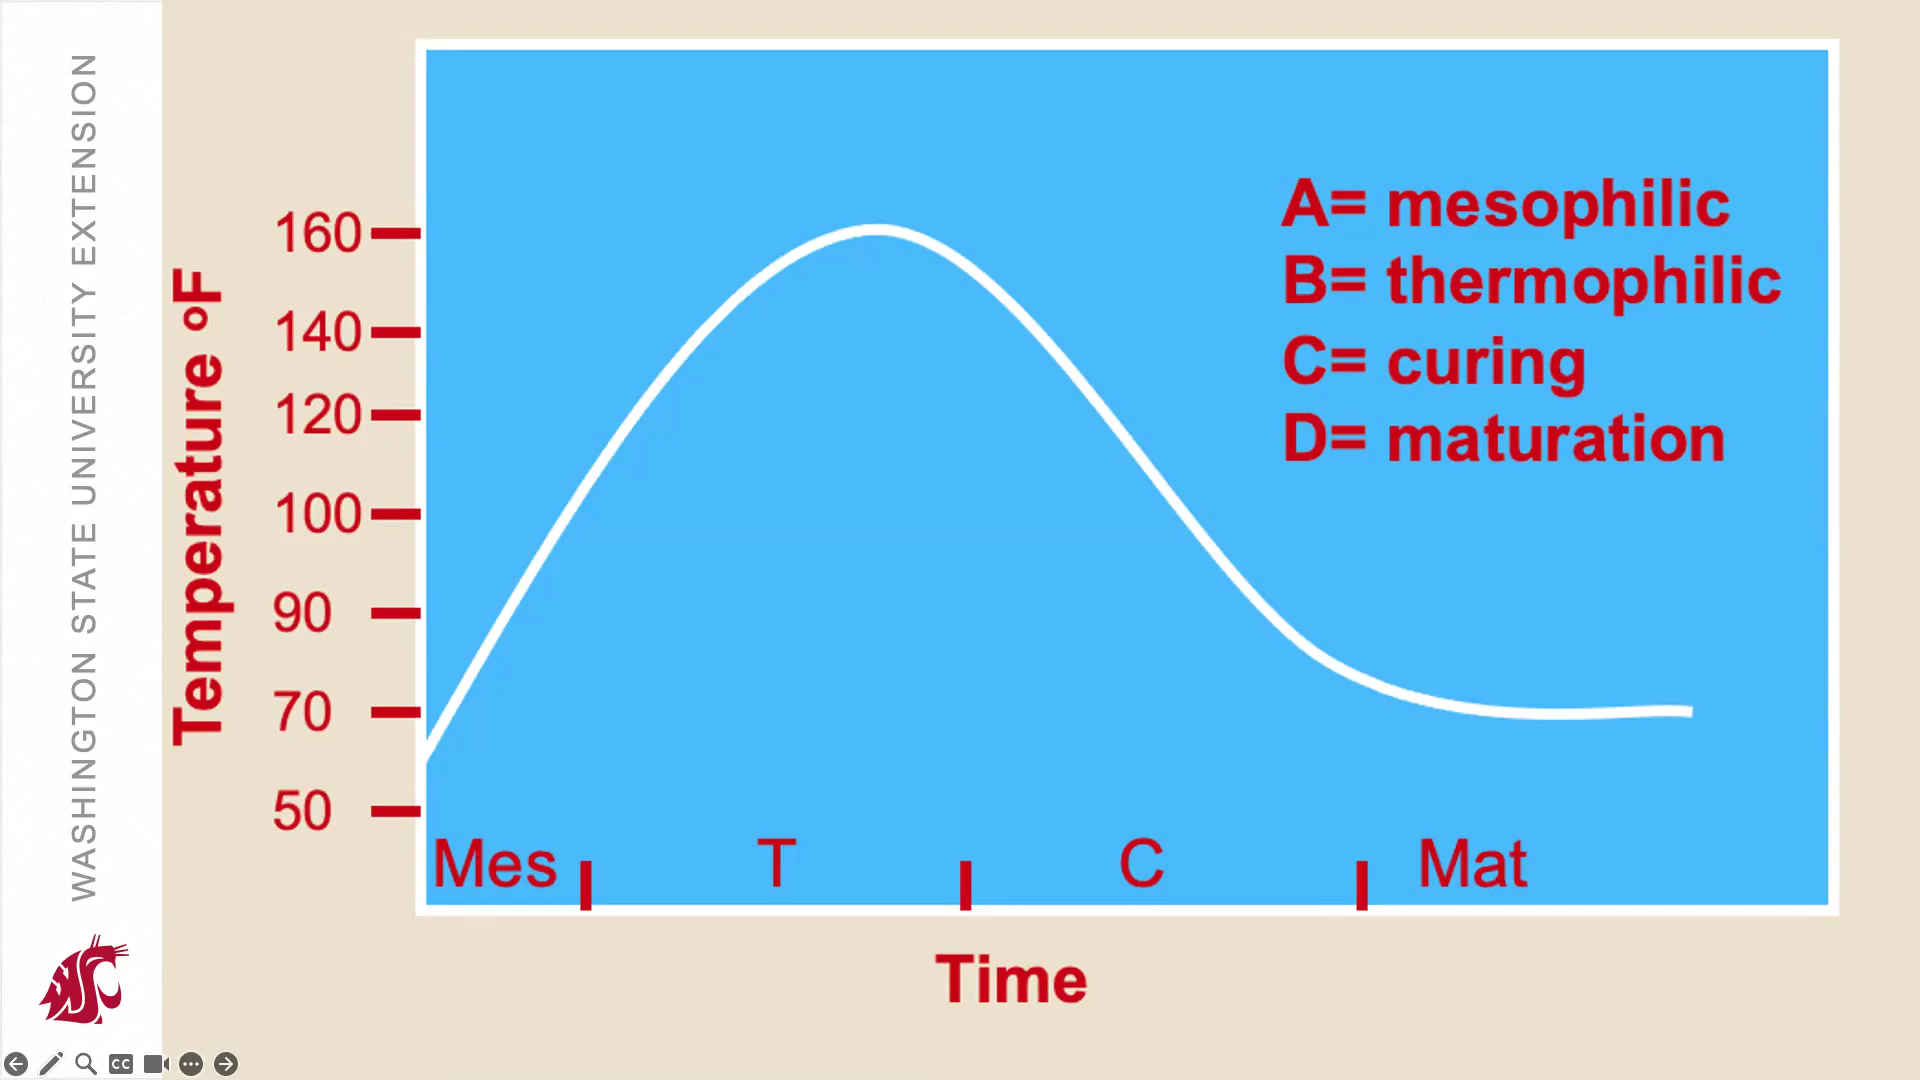 WASHINGTON STATE UNIVERSITY EXTENSION
Temperature ºF
160
140
120
100
90
70
50
A= mesophilic
B= thermophilic
C= curing
D= maturation
Mes T C Mat
Time
CC